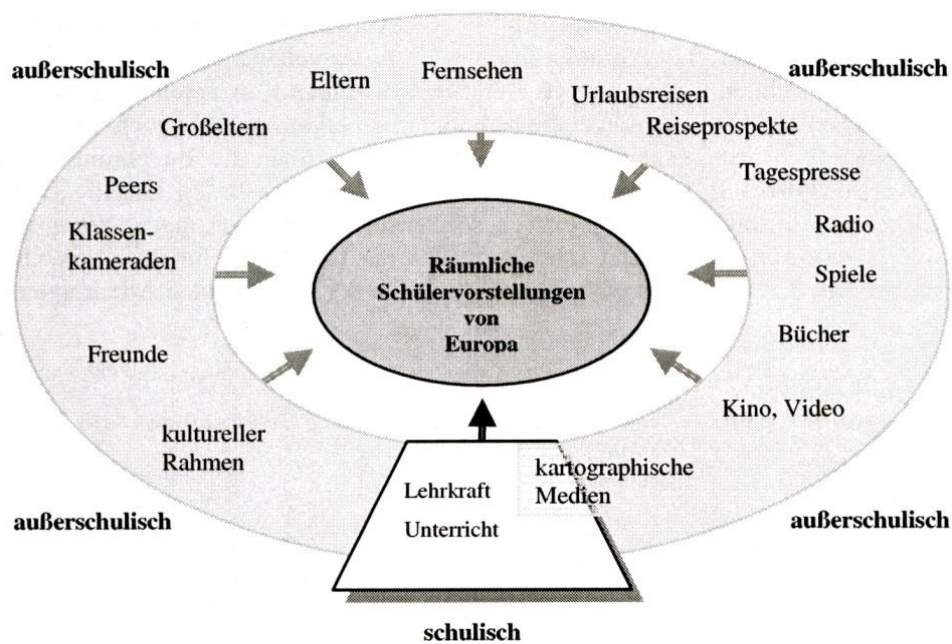 außerschulisch
außerschulisch
Eltern
Fernsehen
Urlaubsreisen
Reiseprospekte
Großeltern
Tagespresse
Peers
Radio
Klassen-
kameraden
Spiele
Räumliche
Schülervorstellungen
von
Europa
Bücher
Freunde
Kino, Video
kultureller
Rahmen
kartographische
Medien
Lehrkraft
Unterricht
außerschulisch
außerschulisch
schulisch